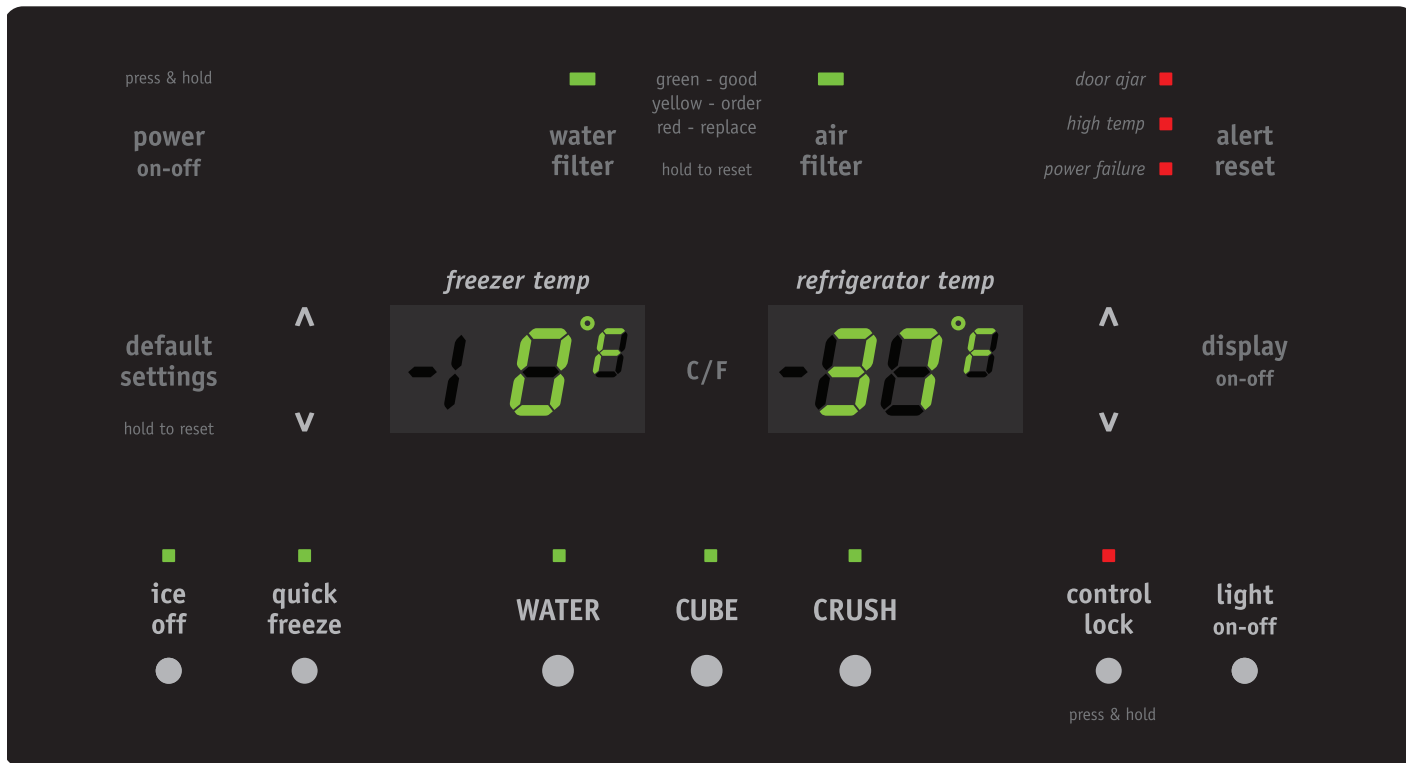 press & hold
power
on-off
water
filter
green - good
yellow - order
red - replace
hold to reset
air
filter
door ajar
high temp
power failure
alert
reset
default
settings
hold to reset
∧
∨
freezer temp
0°F
C/F
refrigerator temp
37°F
∧
∨
display
on-off
ice
off
quick
freeze
WATER
CUBE
CRUSH
control
lock
press & hold
light
on-off